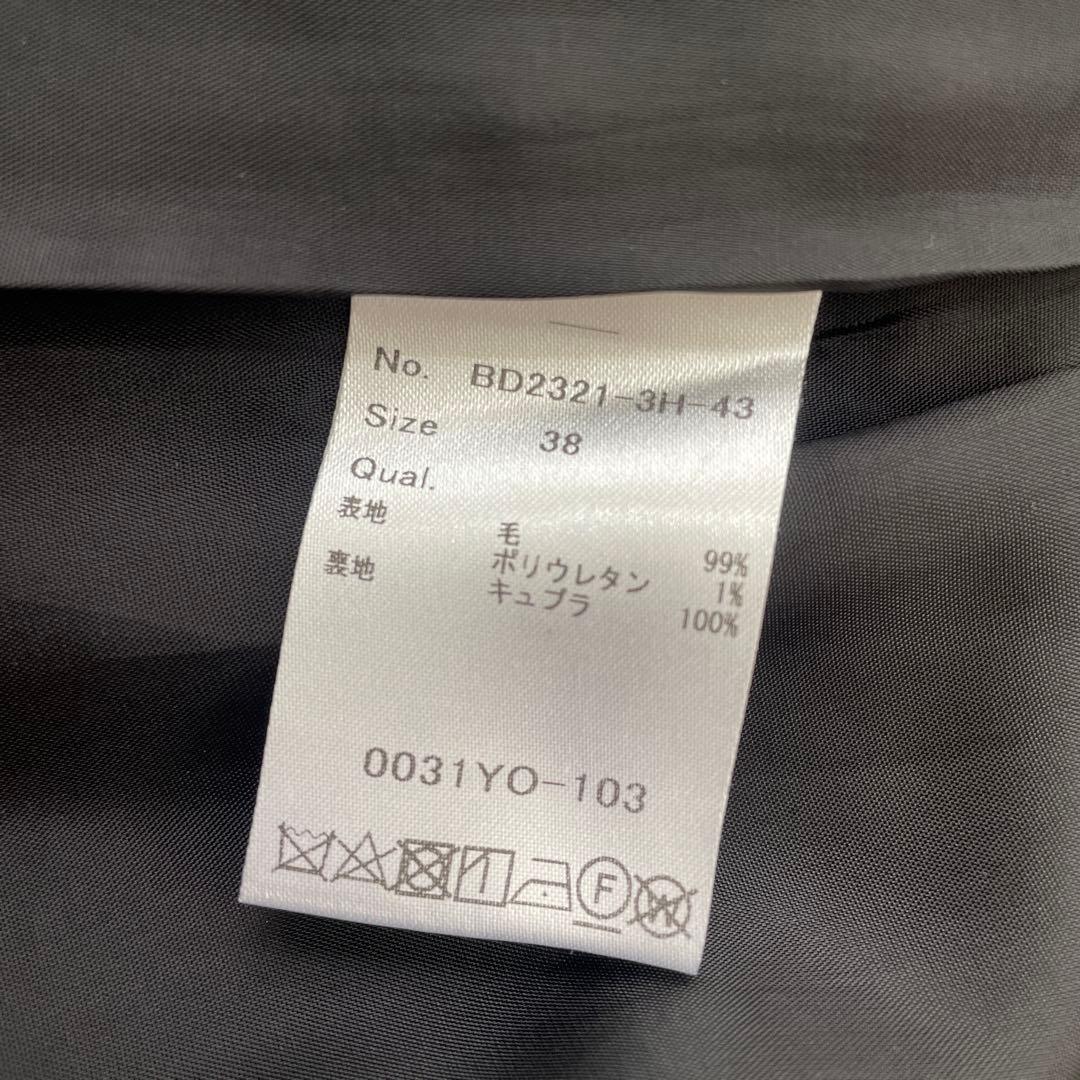 No. BD2321-3H-43
Size 38
Qual.
表地 毛 99%
ポリウレタン 1%
裏地 キュプラ 100%
0031YO-103
F
W